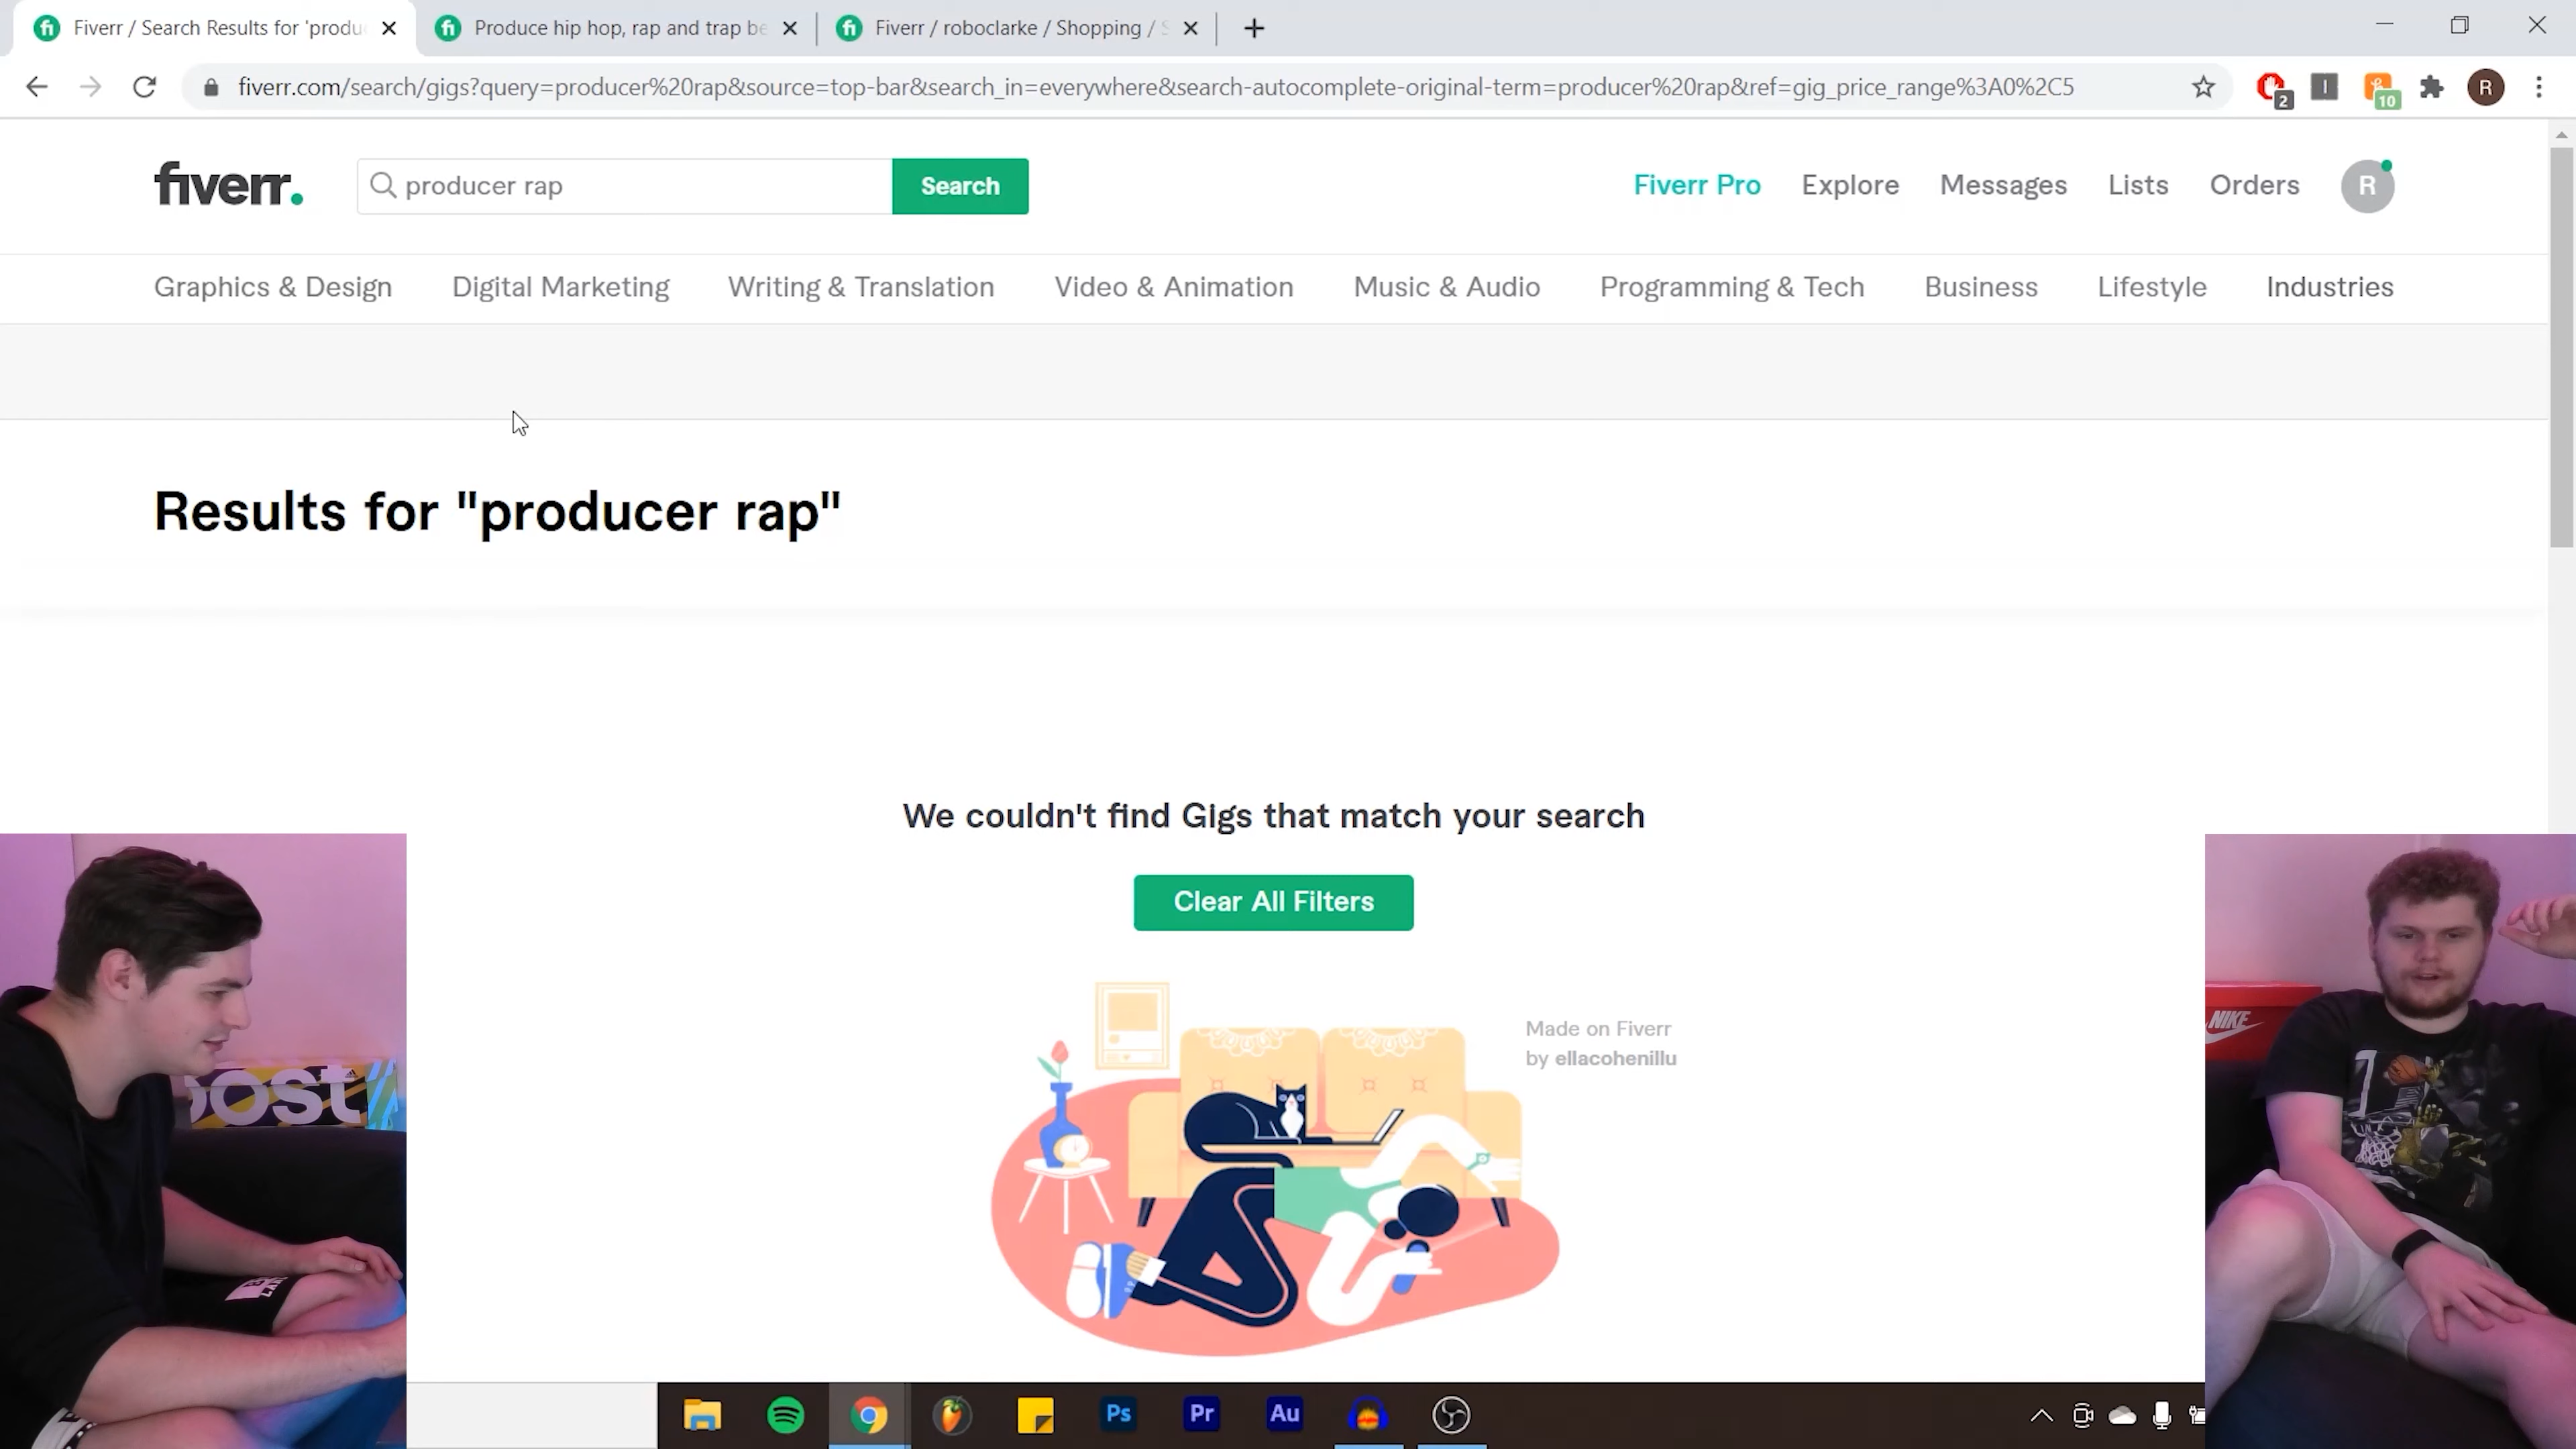 Fiverr / Search Results for 'produ
Produce hip hop, rap and trap be
Fiverr / roboclarke / Shopping / S
fiverr.com/search/gigs?query=producer%20rap&source=top-bar&search_in=everywhere&search-autocomplete-original-term=producer%20rap&ref=gig_price_range%3A0%2C5
2
10
R
fiverr.
producer rap
Search
Fiverr Pro
Explore
Messages
Lists
Orders
R
Graphics & Design
Digital Marketing
Writing & Translation
Video & Animation
Music & Audio
Programming & Tech
Business
Lifestyle
Industries
Results for "producer rap"
We couldn't find Gigs that match your search
Clear All Filters
Made on Fiverr
by ellacohenillu
oost
NIKE
Ps
Pr
Au